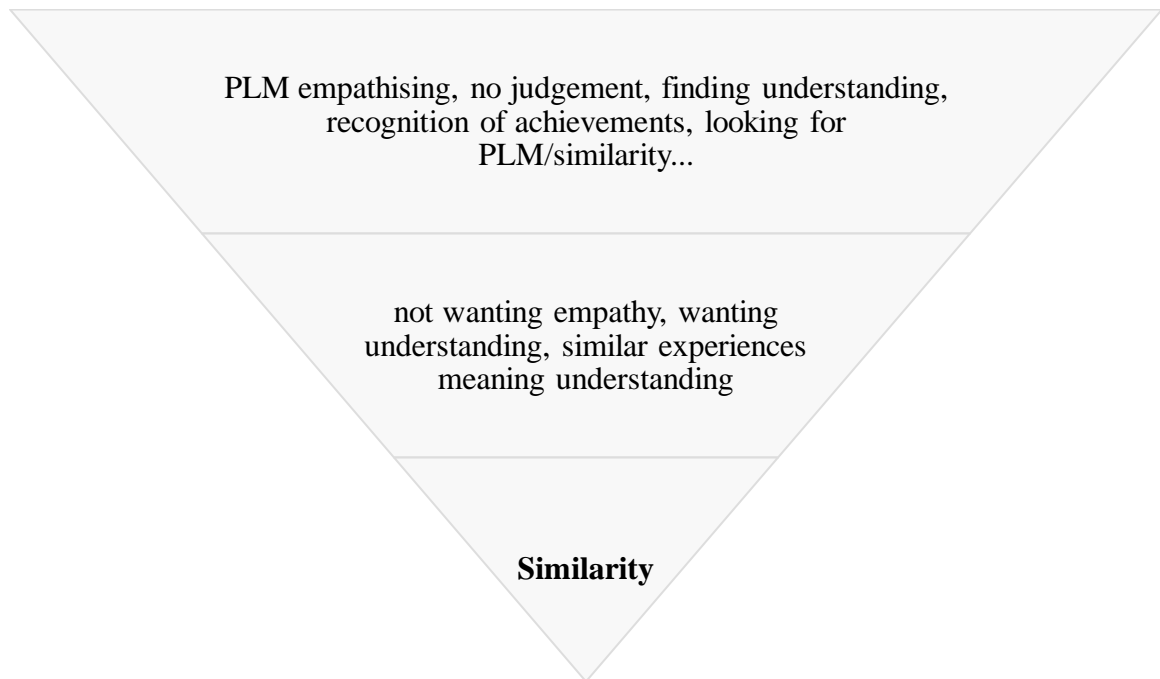 PLM empathising, no judgement, finding understanding,
recognition of achievements, looking for
PLM/similarity...
not wanting empathy, wanting
understanding, similar experiences
meaning understanding
Similarity